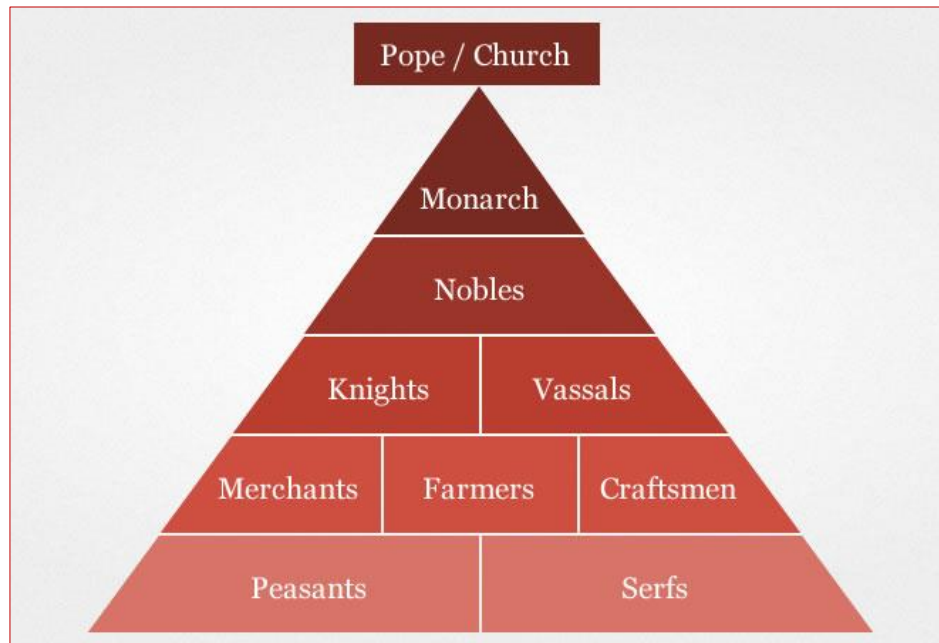 Pope / Church
Monarch
Nobles
Knights Vassals
Merchants Farmers Craftsmen
Peasants Serfs